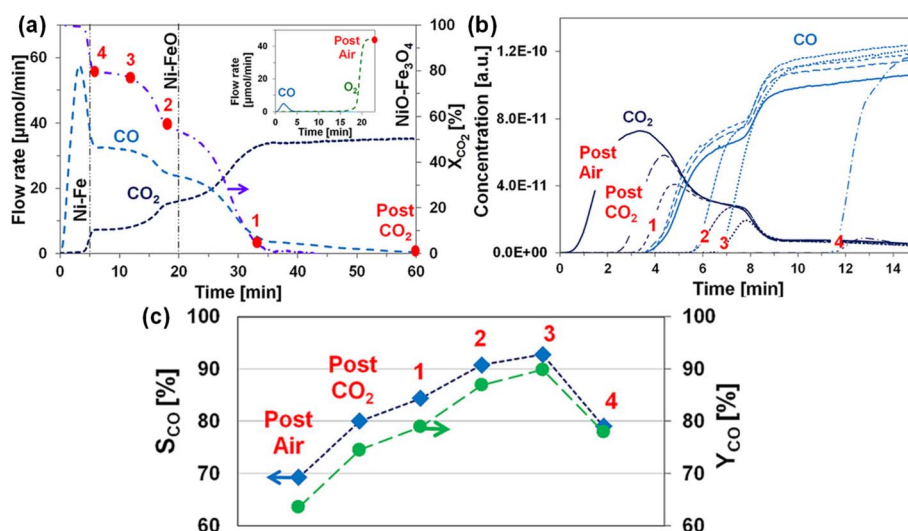 (a)
Flow rate [µmol/min]
60
40
20
0
0 10 20 30 40 50 60
Time [min]
100
80
60
40
20
0
X_CO₂ [%]
4
3
2
1
CO
CO₂
Ni-Fe
Ni-FeO
NiO-Fe₃O₄
Post
CO₂
Flow rate
[µmol/min]
40
20
0
0 5 10 15 20
Time [min]
CO
O₂
Post
Air
(b)
Concentration [a.u.]
1.2E-10
8.0E-11
4.0E-11
0.0E+00
0 2 4 6 8 10 12 14
Time [min]
CO
CO₂
Post
Air
Post
CO₂
1
2
3
4
(c)
S_CO [%]
100
90
80
70
60
Post
Air
Post
CO₂
1
2
3
4
100
90
80
70
60
Y_CO [%]